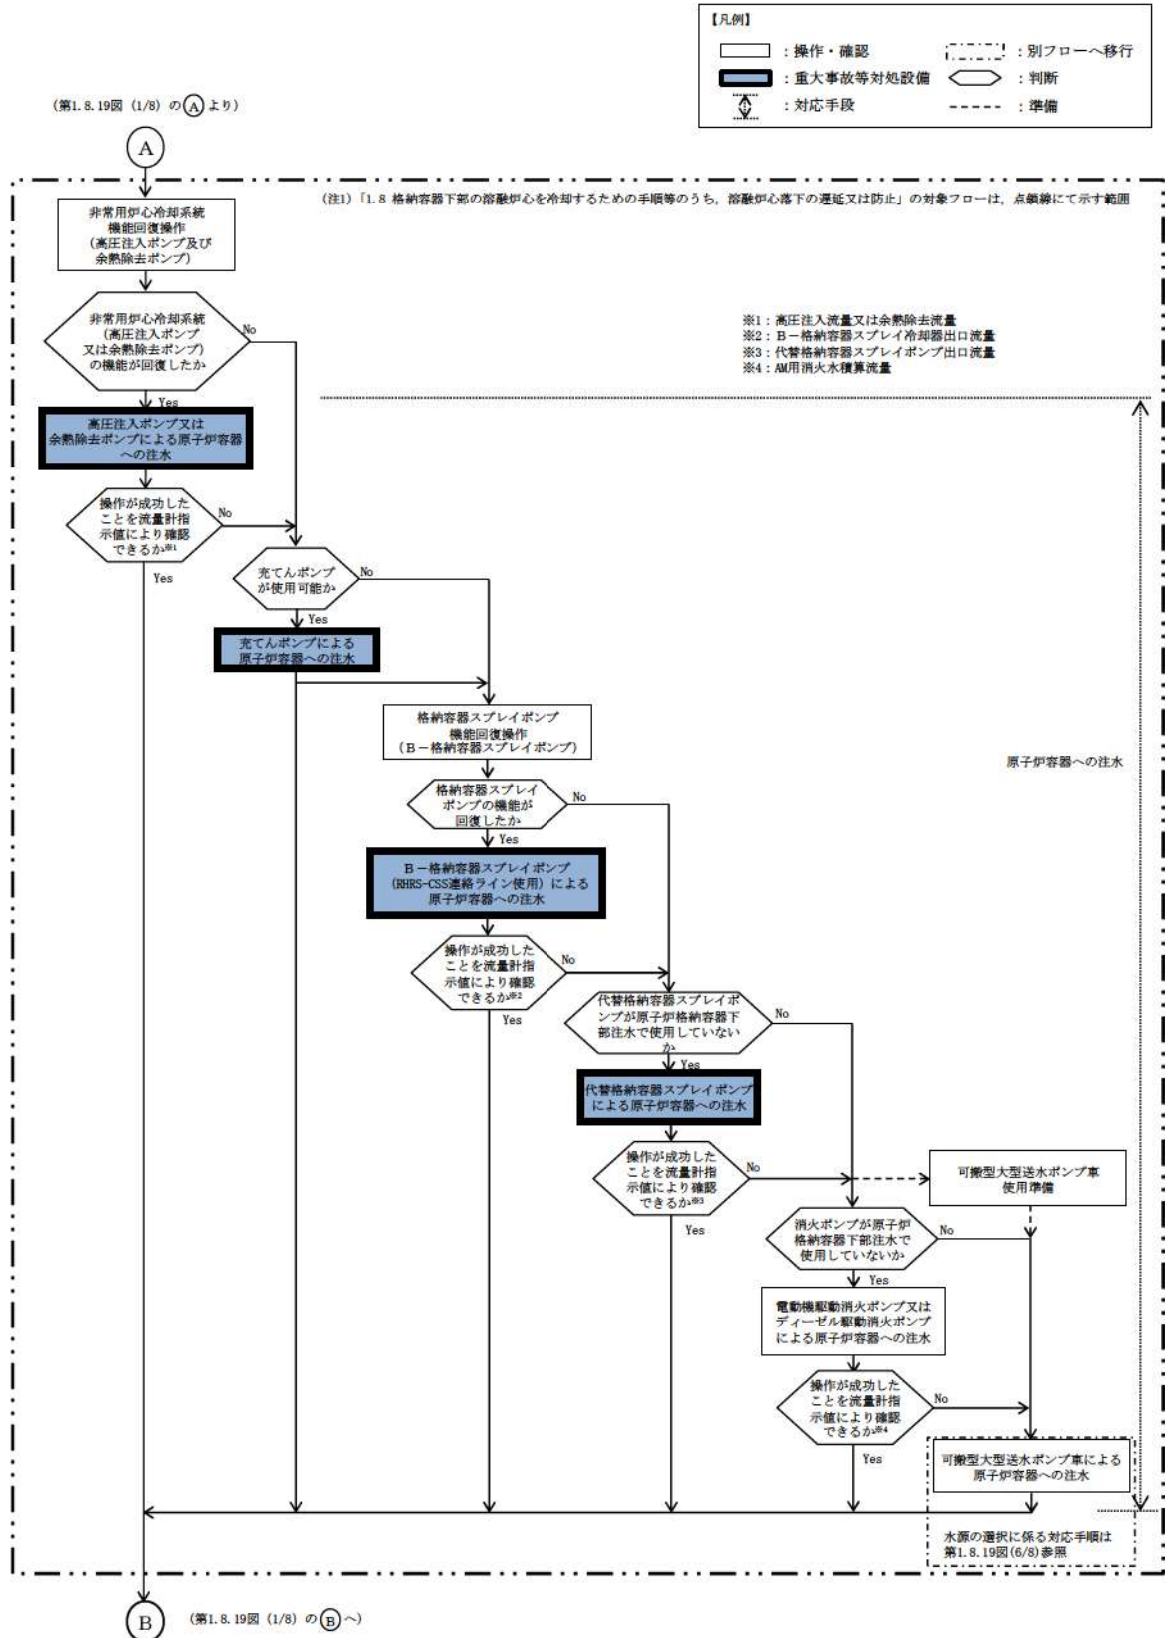 【凡例】
：操作・確認
：別フローへ移行
：重大事故等対処設備
：判断
：対応手段
：準備
(第1.8.19図 (1/8) の A より)
A
(注1)「1.8 格納容器下部の溶融炉心を冷却するための手順等のうち，溶融炉心落下の遅延又は防止」の対象フローは，点鎖線にて示す範囲
非常用炉心冷却系統
機能回復操作
(高圧注入ポンプ及び
余熱除去ポンプ)
非常用炉心冷却系統
(高圧注入ポンプ
又は余熱除去ポンプ)
の機能が回復したか
No
Yes
※1：高圧注入流量又は余熱除去流量
※2：B－格納容器スプレイ冷却器出口流量
※3：代替格納容器スプレイポンプ出口流量
※4：AM用消火水積算流量
高圧注入ポンプ又は
余熱除去ポンプによる原子炉容器
への注水
操作が成功した
ことを流量計指
示値により確認
できるか※1
No
Yes
充てんポンプ
が使用可能か
No
Yes
充てんポンプによる
原子炉容器への注水
格納容器スプレイポンプ
機能回復操作
(B－格納容器スプレイポンプ)
原子炉容器への注水
格納容器スプレイ
ポンプの機能が
回復したか
No
Yes
B－格納容器スプレイポンプ
(RHRS-CSS連絡ライン使用) による
原子炉容器への注水
操作が成功した
ことを流量計指
示値により確認
できるか※2
No
Yes
代替格納容器スプレイポ
ンプが原子炉格納容器下
部注水で使用していない
か
No
Yes
代替格納容器スプレイポンプ
による原子炉容器への注水
操作が成功した
ことを流量計指
示値により確認
できるか※3
No
Yes
可搬型大型送水ポンプ車
使用準備
消火ポンプが原子炉
格納容器下部注水で
使用していないか
No
Yes
電動機駆動消火ポンプ又は
ディーゼル駆動消火ポンプ
による原子炉容器への注水
操作が成功した
ことを流量計指
示値により確認
できるか※4
No
Yes
可搬型大型送水ポンプ車による
原子炉容器への注水
水源の選択に係る対応手順は
第1.8.19図(6/8)参照
B
(第1.8.19図 (1/8) の B へ)